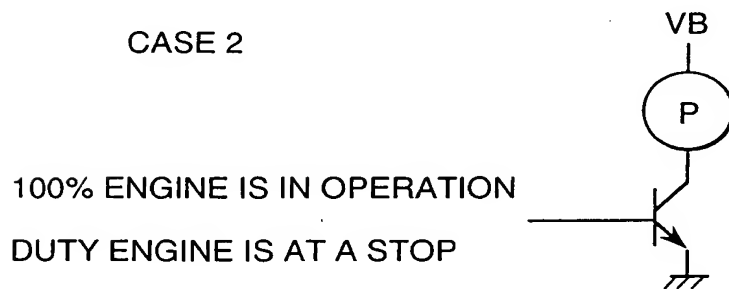 CASE 2
VB
P
100% ENGINE IS IN OPERATION
DUTY ENGINE IS AT A STOP